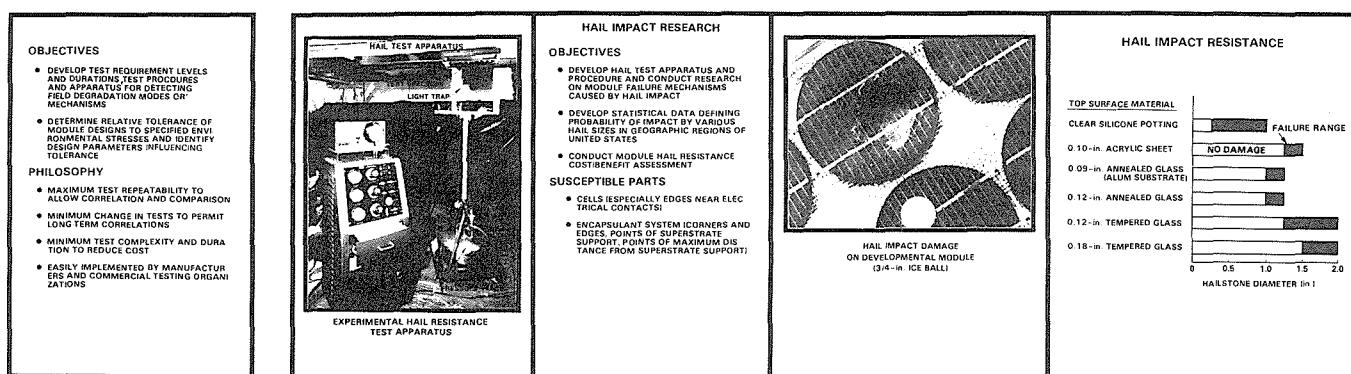 OBJECTIVES
• DEVELOP TEST REQUIREMENT LEVELS
AND DURATIONS, TEST PROCDURES
AND APPARATUS FOR DETECTING
FIELD DEGRADATION MODES OR
MECHANISMS
• DETERMINE RELATIVE TOLERANCE OF
MODULE DESIGNS TO SPECIFIED ENVI
RONMENTAL STRESSES AND IDENTIFY
DESIGN PARAMETERS INFLUENCING
TOLERANCE
PHILOSOPHY
• MAXIMUM TEST REPEATABILITY TO
ALLOW CORRELATION AND COMPARISON
• MINIMUM CHANGE IN TESTS TO PERMIT
LONG TERM CORRELATIONS
• MINIMUM TEST COMPLEXITY AND DURA
TION TO REDUCE COST
• EASILY IMPLEMENTED BY MANUFACTUR
ERS AND COMMERCIAL TESTING ORGANI
ZATIONS
HAIL TEST APPARATUS
LIGHT TRAP
EXPERIMENTAL HAIL RESISTANCE
TEST APPARATUS
HAIL IMPACT RESEARCH
OBJECTIVES
• DEVELOP HAIL TEST APPARATUS AND
PROCEDURE AND CONDUCT RESEARCH
ON MODULE FAILURE MECHANISMS
CAUSED BY HAIL IMPACT
• DEVELOP STATISTICAL DATA DEFINING
PROBABILITY OF IMPACT BY VARIOUS
HAIL SIZES IN GEOGRAPHIC REGIONS OF
UNITED STATES
• CONDUCT MODULE HAIL RESISTANCE
COST/BENEFIT ASSESSMENT
SUSCEPTIBLE PARTS
• CELLS (ESPECIALLY EDGES NEAR ELEC
TRICAL CONTACTS)
• ENCAPSULANT SYSTEM (CORNERS AND
EDGES, POINTS OF SUPERSTRATE
SUPPORT, POINTS OF MAXIMUM DIS
TANCE FROM SUPERSTRATE SUPPORT)
HAIL IMPACT DAMAGE
ON DEVELOPMENTAL MODULE
(3/4-in. ICE BALL)
HAIL IMPACT RESISTANCE
TOP SURFACE MATERIAL
CLEAR SILICONE POTTING
FAILURE RANGE
0.10-in. ACRYLIC SHEET
NO DAMAGE
0.09-in. ANNEALED GLASS
(ALUM SUBSTRATE)
0.12-in. ANNEALED GLASS
0.12-in. TEMPERED GLASS
0.18-in. TEMPERED GLASS
0 0.5 1.0 1.5 2.0
HAILSTONE DIAMETER (in.)